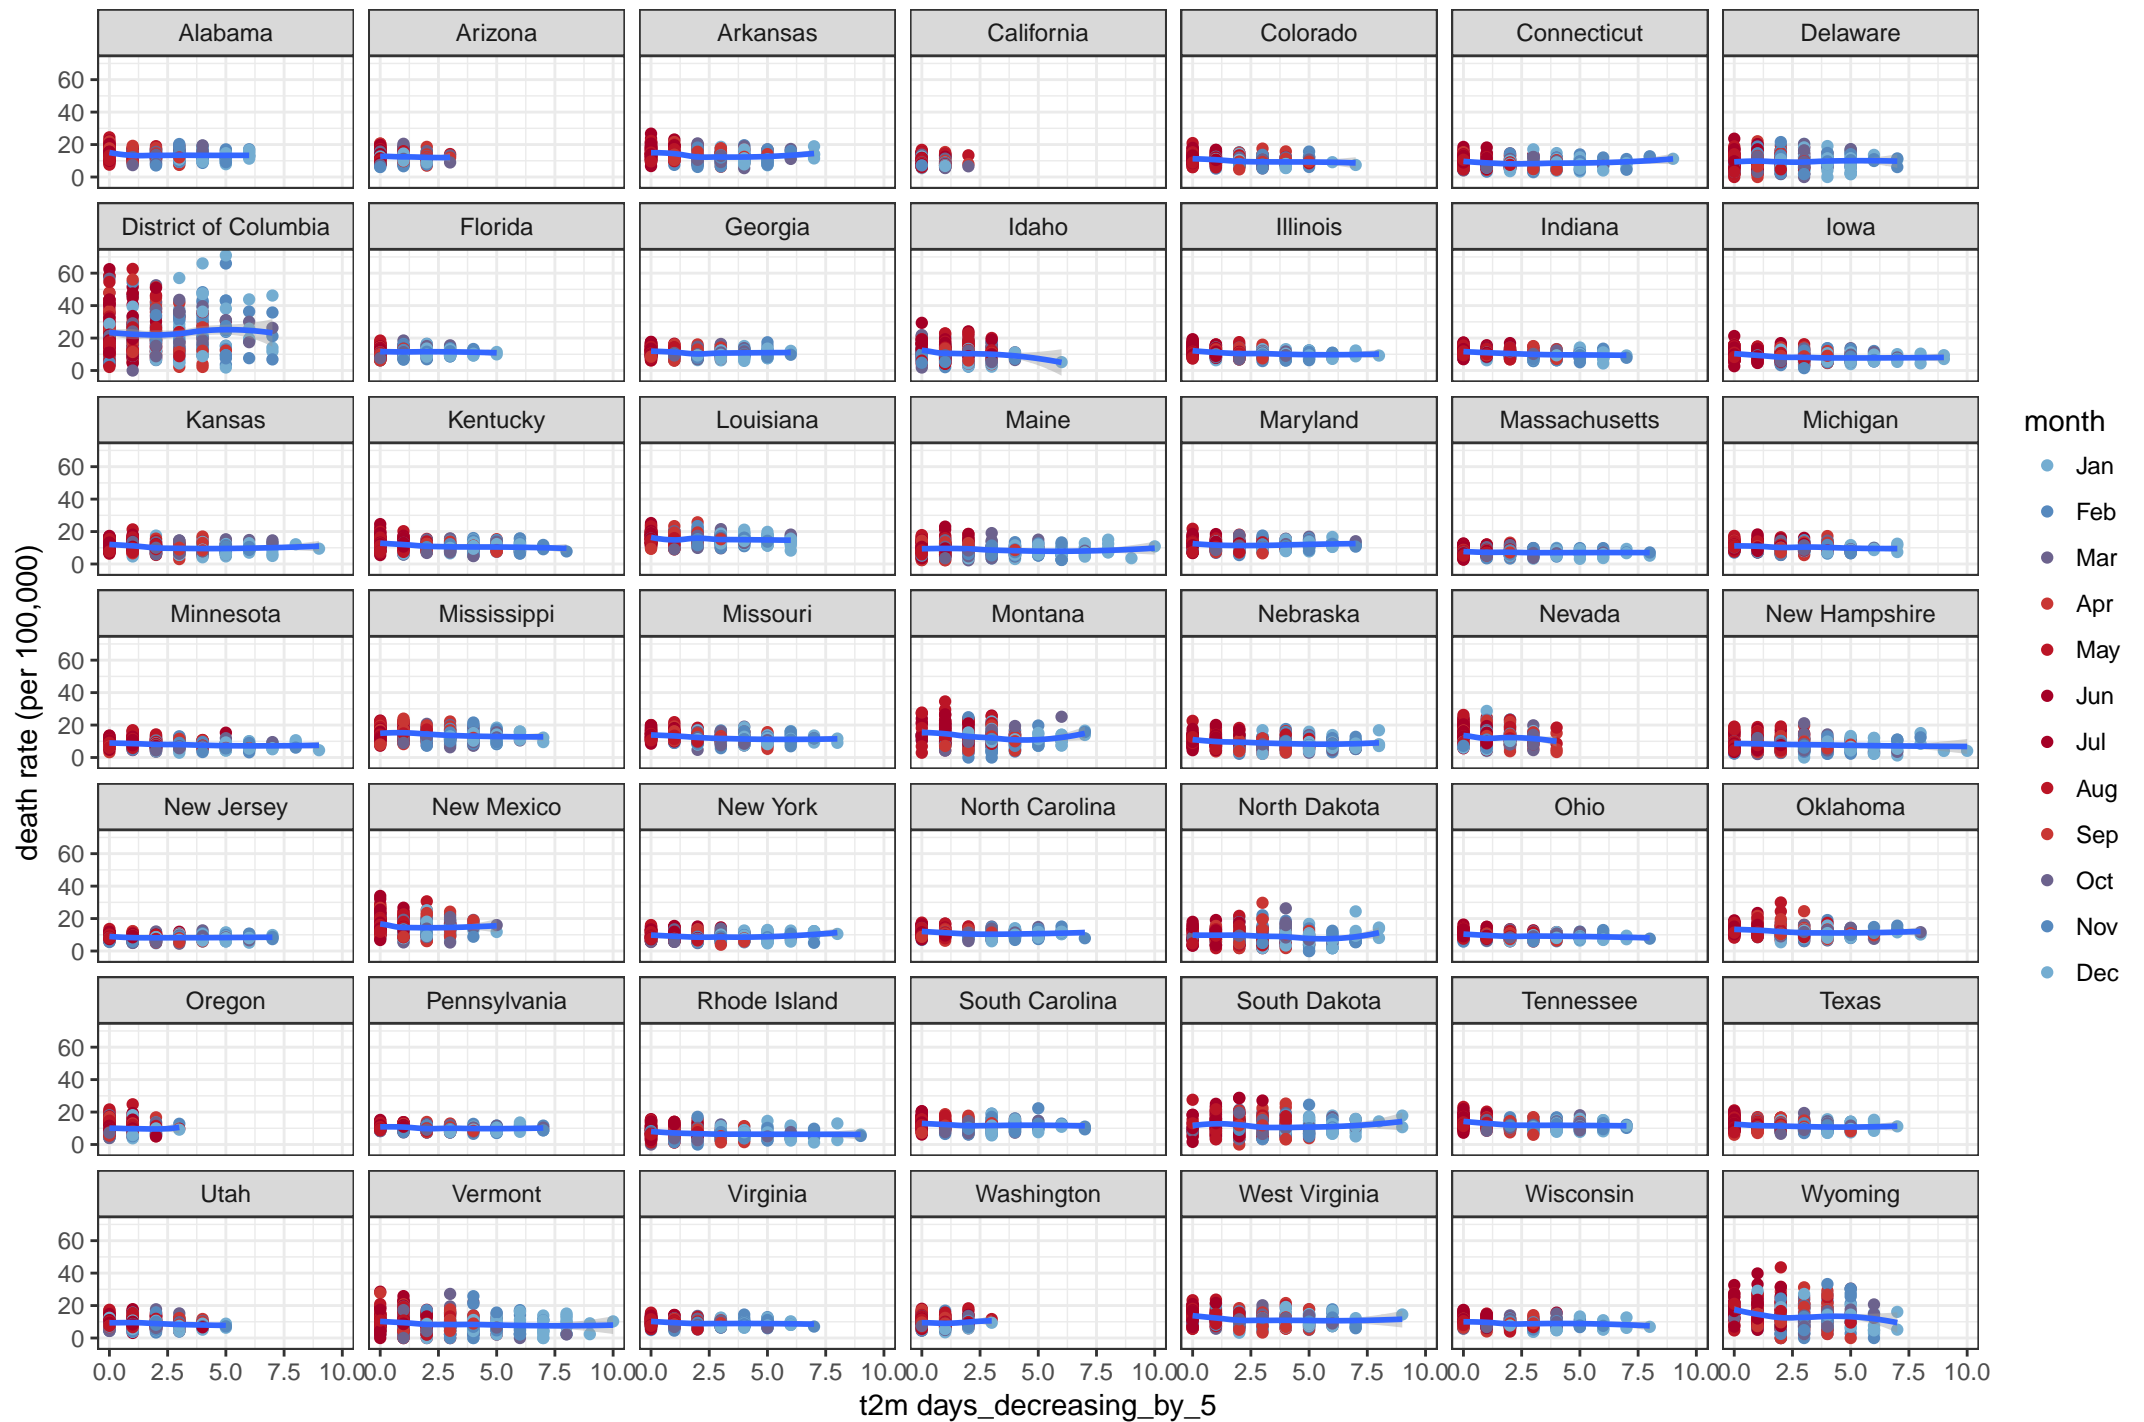 Alabama Arizona Arkansas California Colorado Connecticut Delaware
60
40
20
0
District of Columbia Florida Georgia Idaho Illinois Indiana Iowa
60
40
20
0
Kansas Kentucky Louisiana Maine Maryland Massachusetts Michigan
60
40
20
0
Minnesota Mississippi Missouri Montana Nebraska Nevada New Hampshire
60
40
20
0
New Jersey New Mexico New York North Carolina North Dakota Ohio Oklahoma
60
40
20
0
Oregon Pennsylvania Rhode Island South Carolina South Dakota Tennessee Texas
60
40
20
0
Utah Vermont Virginia Washington West Virginia Wisconsin Wyoming
60
40
20
0
0.0 2.5 5.0 7.5 10.0 0.0 2.5 5.0 7.5 10.0 0.0 2.5 5.0 7.5 10.0 0.0 2.5 5.0 7.5 10.0 0.0 2.5 5.0 7.5 10.0 0.0 2.5 5.0 7.5 10.0 0.0 2.5 5.0 7.5 10.0
t2m days_decreasing_by_5
death rate (per 100,000)
month
Jan
Feb
Mar
Apr
May
Jun
Jul
Aug
Sep
Oct
Nov
Dec